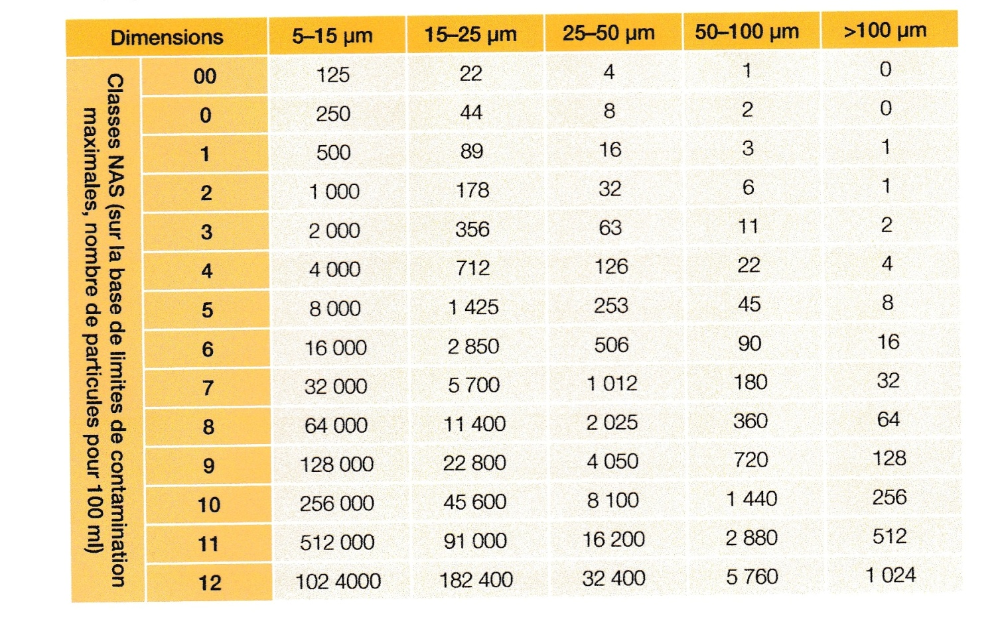 Dimensions 5–15 µm 15–25 µm 25–50 µm 50–100 µm >100 µm
Classes NAS (sur la base de limites de contamination
maximales, nombre de particules pour 100 ml)
00 125 22 4 1 0
0 250 44 8 2 0
1 500 89 16 3 1
2 1 000 178 32 6 1
3 2 000 356 63 11 2
4 4 000 712 126 22 4
5 8 000 1 425 253 45 8
6 16 000 2 850 506 90 16
7 32 000 5 700 1 012 180 32
8 64 000 11 400 2 025 360 64
9 128 000 22 800 4 050 720 128
10 256 000 45 600 8 100 1 440 256
11 512 000 91 000 16 200 2 880 512
12 102 4000 182 400 32 400 5 760 1 024